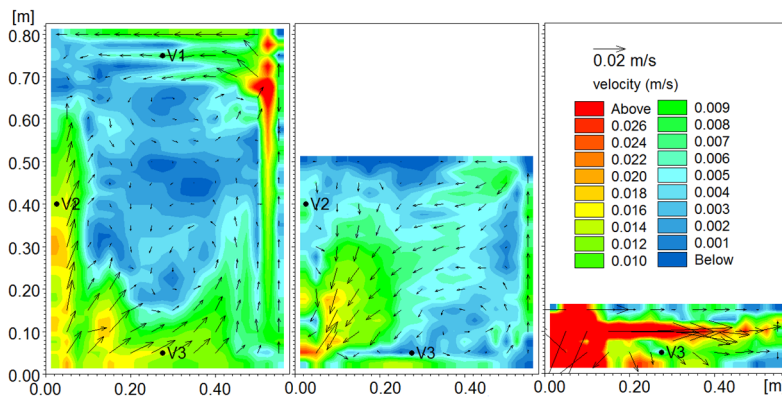 [m]
0.80
0.70
0.60
0.50
0.40
0.30
0.20
0.10
0.00
V1
V2
V3
0.00 0.20 0.40
V2
V3
0.00 0.20 0.40
0.02 m/s
velocity (m/s)
Above 0.009
0.026 0.008
0.024 0.007
0.022 0.006
0.020 0.005
0.018 0.004
0.016 0.003
0.014 0.002
0.012 0.001
0.010 Below
V3
0.00 0.20 0.40 [m